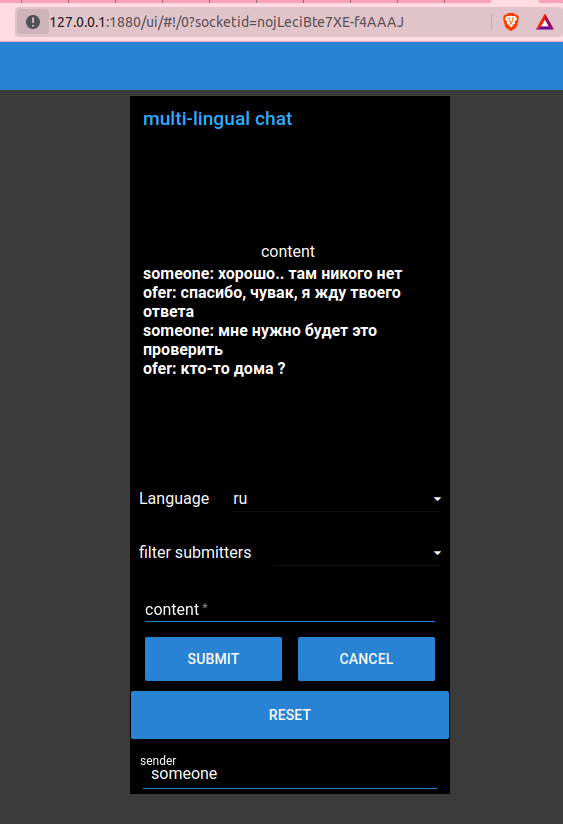 127.0.0.1:1880/ui/#!/0?socketid=nojLeciBte7XE-f4AAAJ
multi-lingual chat
content
someone: хорошо.. там никого нет
ofer: спасибо, чувак, я жду твоего
ответа
someone: мне нужно будет это
проверить
ofer: кто-то дома ?
Language ru
filter submitters
content *
SUBMIT CANCEL
RESET
sender
someone